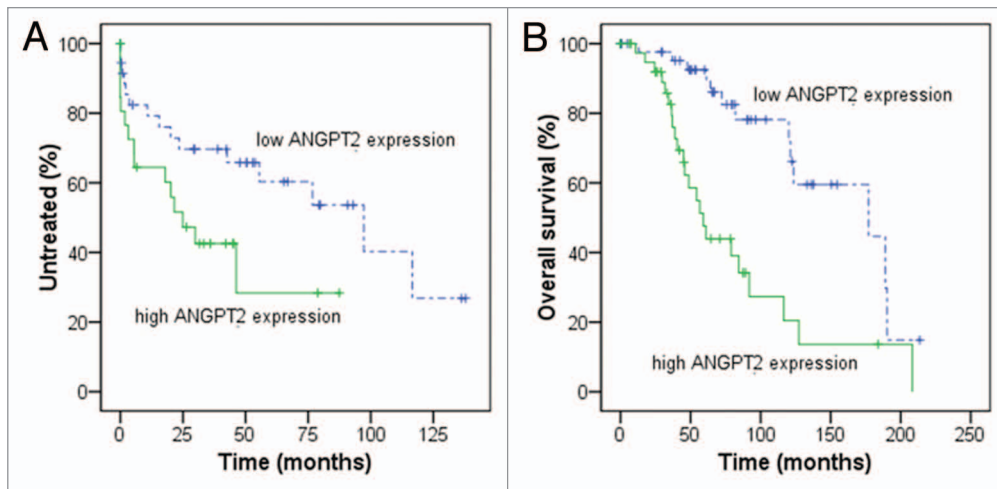 A
Untreated (%)
100
80
60
40
20
0
low ANGPT2 expression
high ANGPT2 expression
0 25 50 75 100 125
Time (months)
B
Overall survival (%)
100
80
60
40
20
0
low ANGPT2 expression
high ANGPT2 expression
0 50 100 150 200 250
Time (months)